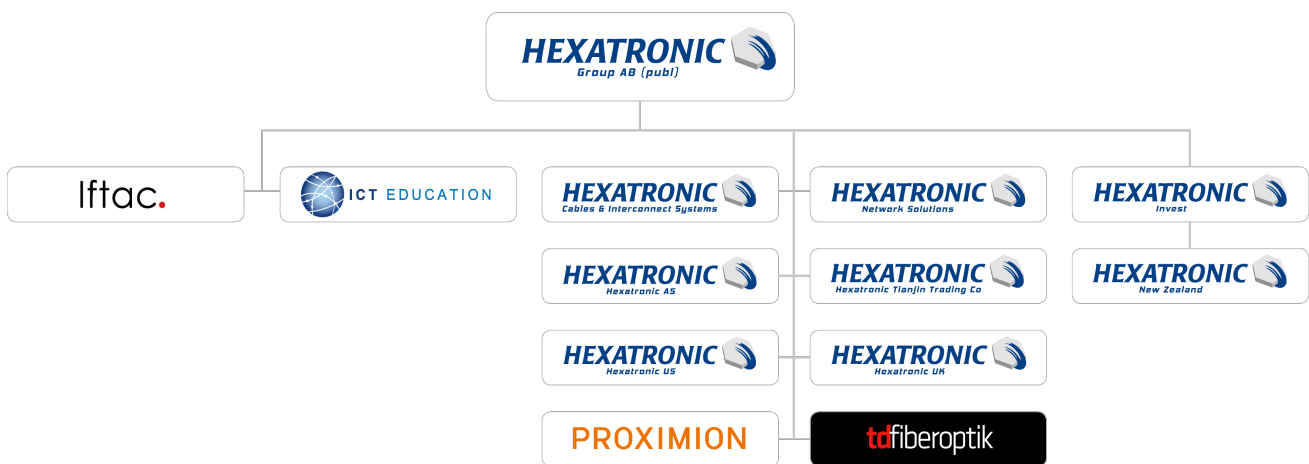 HEXATRONIC
Group AB (publ)
Iftac.
ICT EDUCATION
HEXATRONIC
Cables & Interconnect Systems
HEXATRONIC
Network Solutions
HEXATRONIC
Invest
HEXATRONIC
Hexatronic AS
HEXATRONIC
Hexatronic Tianjin Trading Co
HEXATRONIC
New Zealand
HEXATRONIC
Hexatronic US
HEXATRONIC
Hexatronic UK
PROXIMION
tdfiberoptik